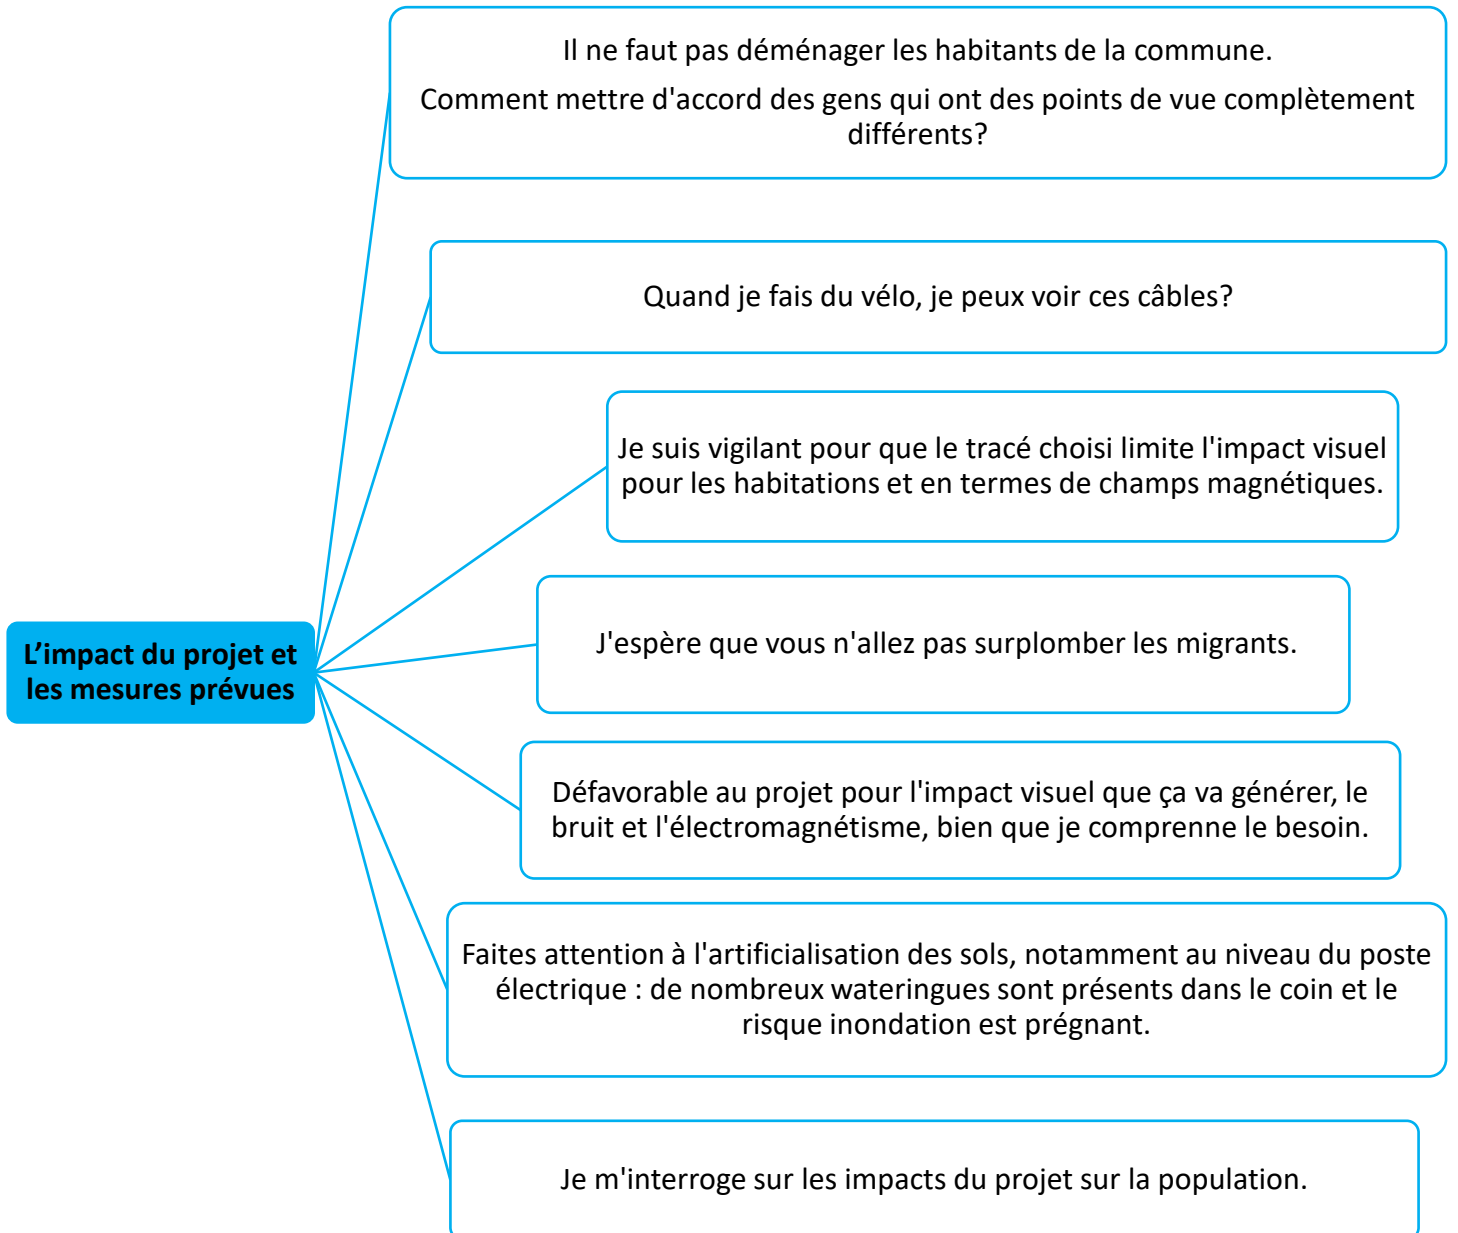 Il ne faut pas déménager les habitants de la commune.
Comment mettre d'accord des gens qui ont des points de vue complètement
différents?
Quand je fais du vélo, je peux voir ces câbles?
Je suis vigilant pour que le tracé choisi limite l'impact visuel
pour les habitations et en termes de champs magnétiques.
J'espère que vous n'allez pas surplomber les migrants.
L’impact du projet et
les mesures prévues
Défavorable au projet pour l'impact visuel que ça va générer, le
bruit et l'électromagnétisme, bien que je comprenne le besoin.
Faites attention à l'artificialisation des sols, notamment au niveau du poste
électrique : de nombreux wateringues sont présents dans le coin et le
risque inondation est prégnant.
Je m'interroge sur les impacts du projet sur la population.